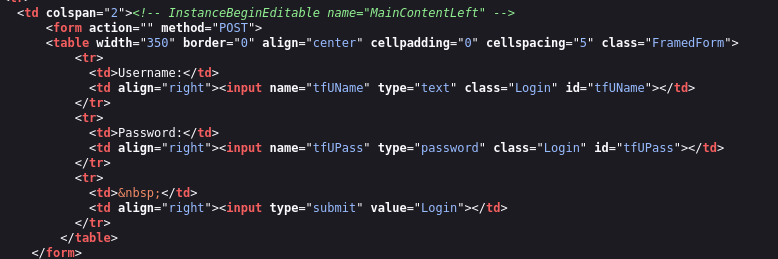 <td colspan="2"><!-- InstanceBeginEditable name="MainContentLeft" -->
<form action="" method="POST">
<table width="350" border="0" align="center" cellpadding="0" cellspacing="5" class="FramedForm">
<tr>
<td>Username:</td>
<td align="right"><input name="tfUName" type="text" class="Login" id="tfUName"></td>
</tr>
<tr>
<td>Password:</td>
<td align="right"><input name="tfUPass" type="password" class="Login" id="tfUPass"></td>
</tr>
<tr>
<td>&nbsp;</td>
<td align="right"><input type="submit" value="Login"></td>
</tr>
</table>
</form>